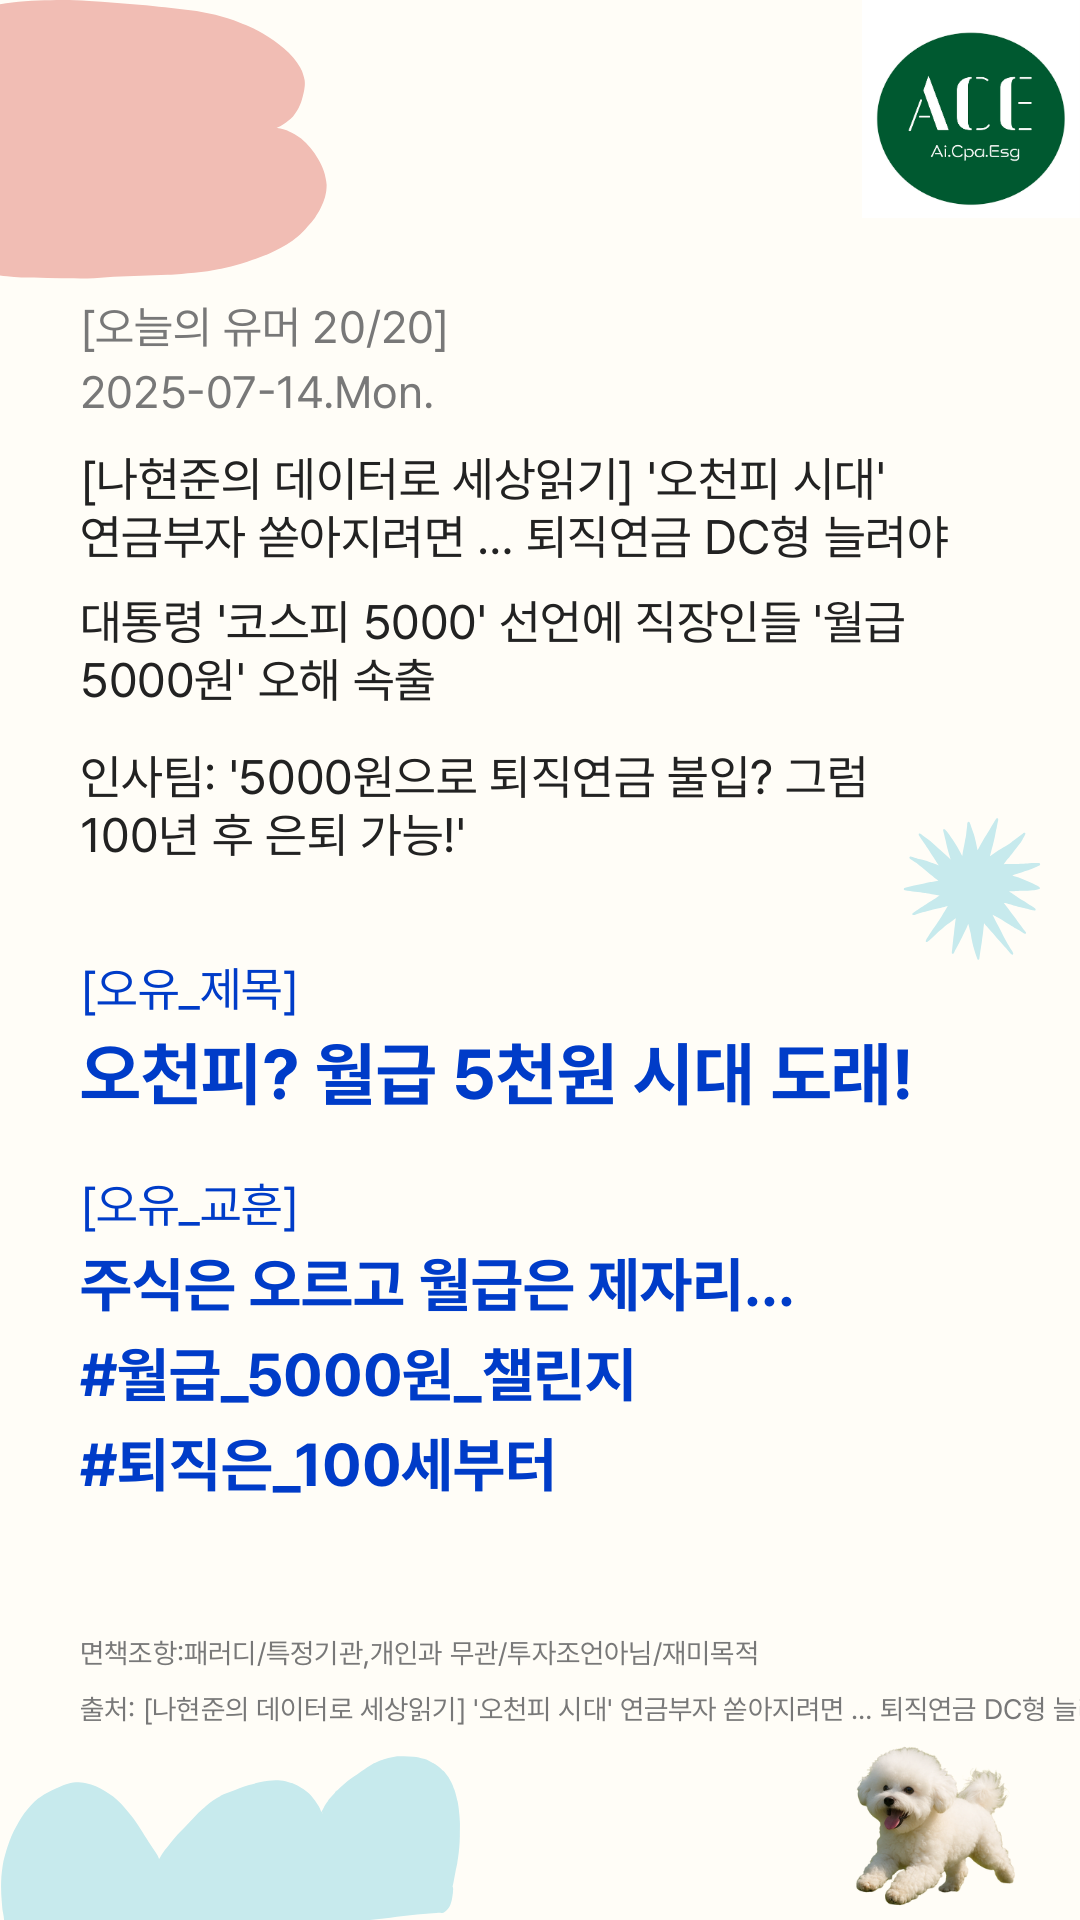 ACE
Ai.Cpa.Esg
[오늘의 유머 20/20]
2025-07-14.Mon.
[나현준의 데이터로 세상읽기] '오천피 시대'
연금부자 쏟아지려면 ... 퇴직연금 DC형 늘려야
대통령 '코스피 5000' 선언에 직장인들 '월급
5000원' 오해 속출
인사팀: '5000원으로 퇴직연금 불입? 그럼
100년 후 은퇴 가능!'
[오유_제목]
오천피? 월급 5천원 시대 도래!
[오유_교훈]
주식은 오르고 월급은 제자리...
#월급_5000원_챌린지
#퇴직은_100세부터
면책조항:패러디/특정기관,개인과 무관/투자조언아님/재미목적
출처: [나현준의 데이터로 세상읽기] '오천피 시대' 연금부자 쏟아지려면 ... 퇴직연금 DC형